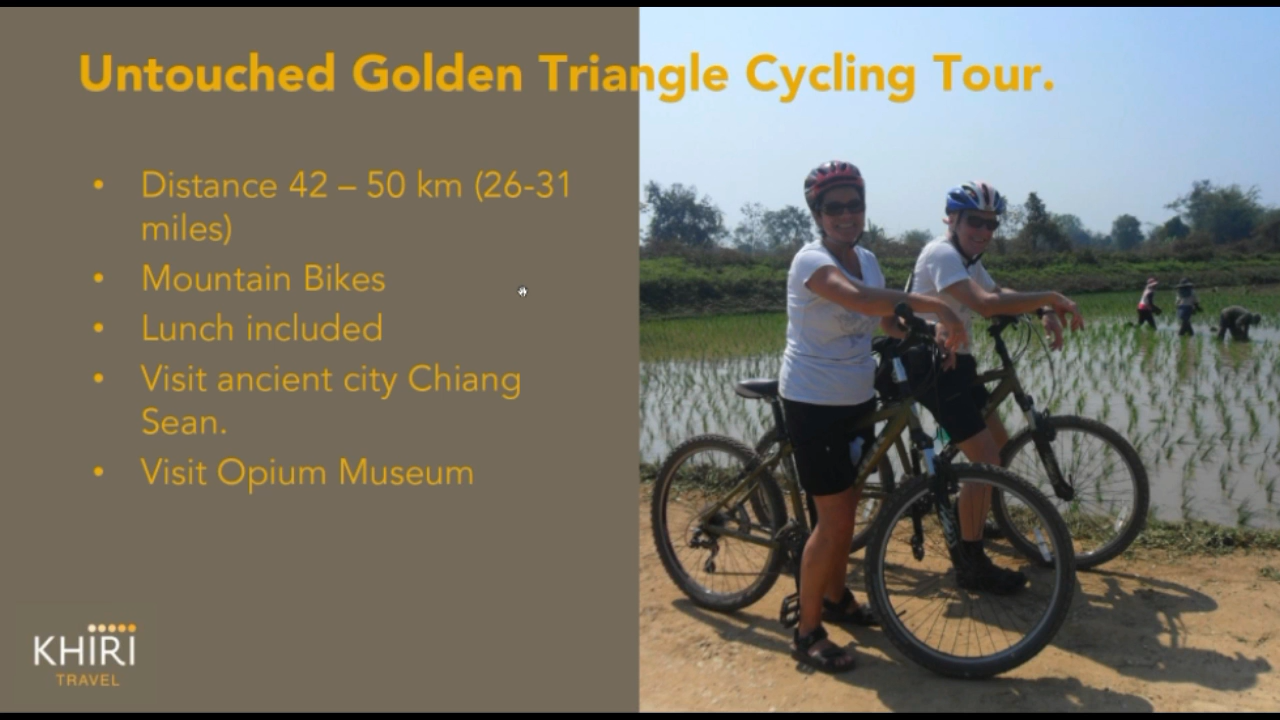 Untouched Golden Triangle Cycling Tour.
• Distance 42 – 50 km (26-31
miles)
• Mountain Bikes
• Lunch included
• Visit ancient city Chiang
Sean.
• Visit Opium Museum
KHIRI
TRAVEL